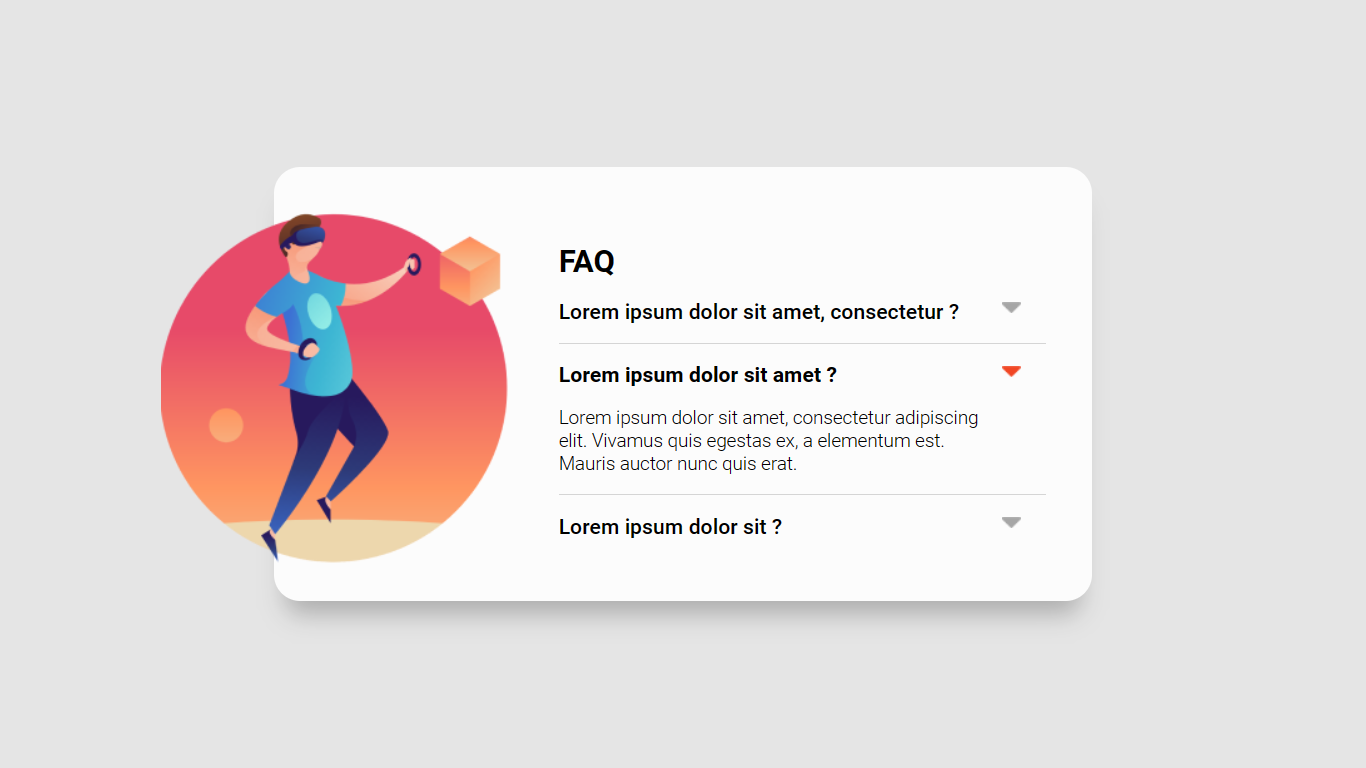 FAQ
Lorem ipsum dolor sit amet, consectetur ?
Lorem ipsum dolor sit amet ?
Lorem ipsum dolor sit amet, consectetur adipiscing
elit. Vivamus quis egestas ex, a elementum est.
Mauris auctor nunc quis erat.
Lorem ipsum dolor sit ?